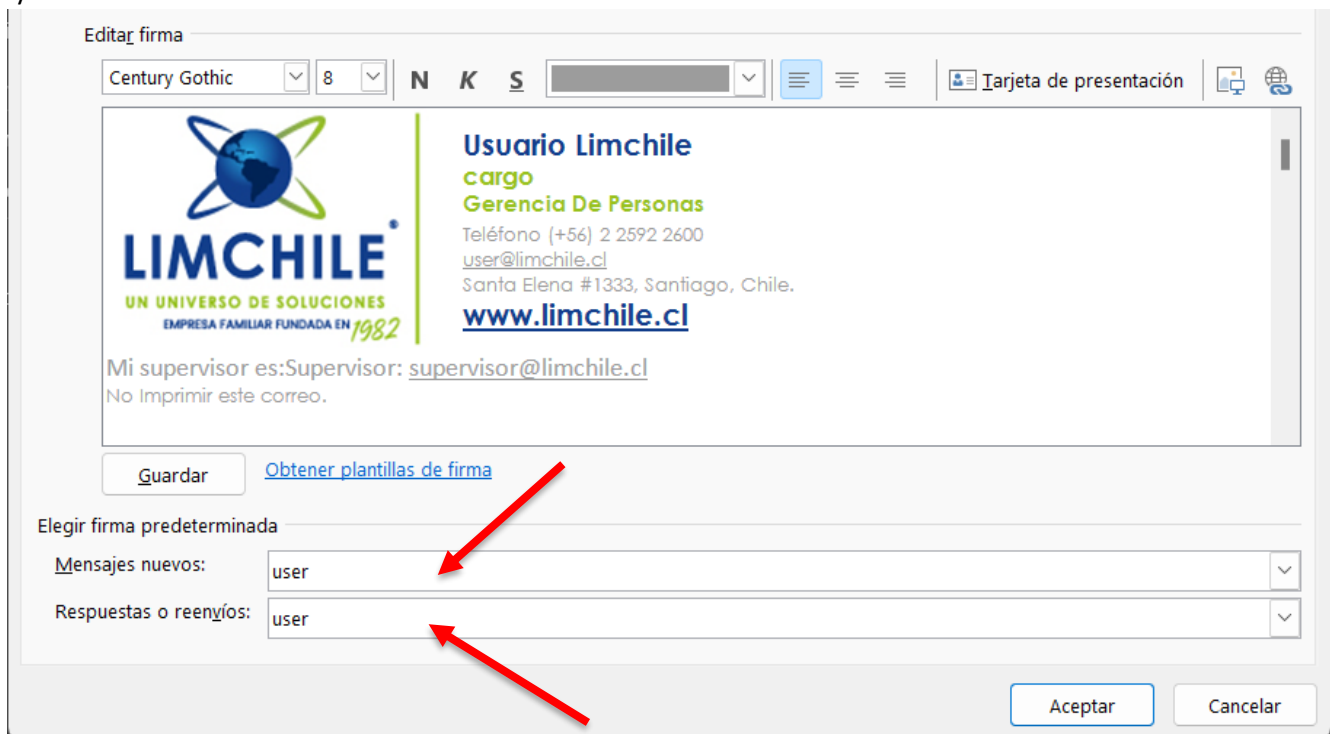 Editar firma
Century Gothic 8 N K S Tarjeta de presentación
LIMCHILE
UN UNIVERSO DE SOLUCIONES
EMPRESA FAMILIAR FUNDADA EN 1982
Usuario Limchile
cargo
Gerencia De Personas
Teléfono (+56) 2 2592 2600
user@limchile.cl
Santa Elena #1333, Santiago, Chile.
www.limchile.cl
Mi supervisor es:Supervisor: supervisor@limchile.cl
No Imprimir este correo.
Guardar Obtener plantillas de firma
Elegir firma predeterminada
Mensajes nuevos: user
Respuestas o reenvíos: user
Aceptar Cancelar